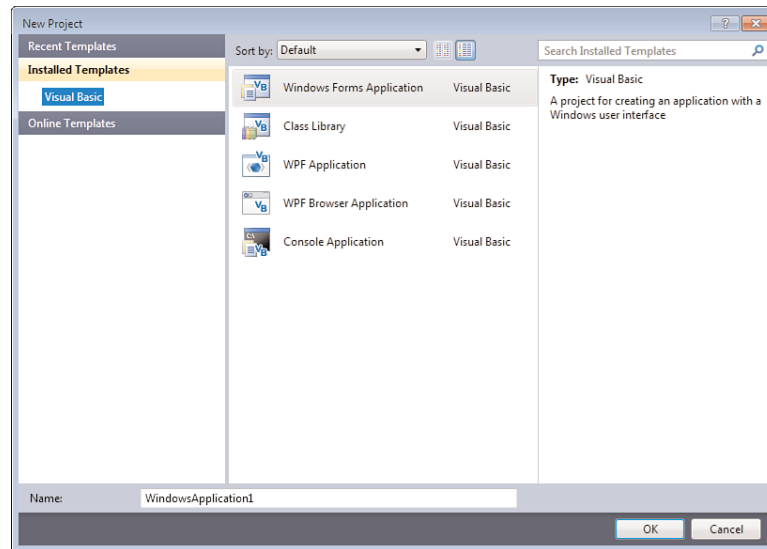 New Project
Recent Templates
Installed Templates
Visual Basic
Online Templates
Sort by: Default
Search Installed Templates
Windows Forms Application Visual Basic
Class Library Visual Basic
WPF Application Visual Basic
WPF Browser Application Visual Basic
Console Application Visual Basic
Type: Visual Basic
A project for creating an application with a
Windows user interface
Name: WindowsApplication1
OK Cancel